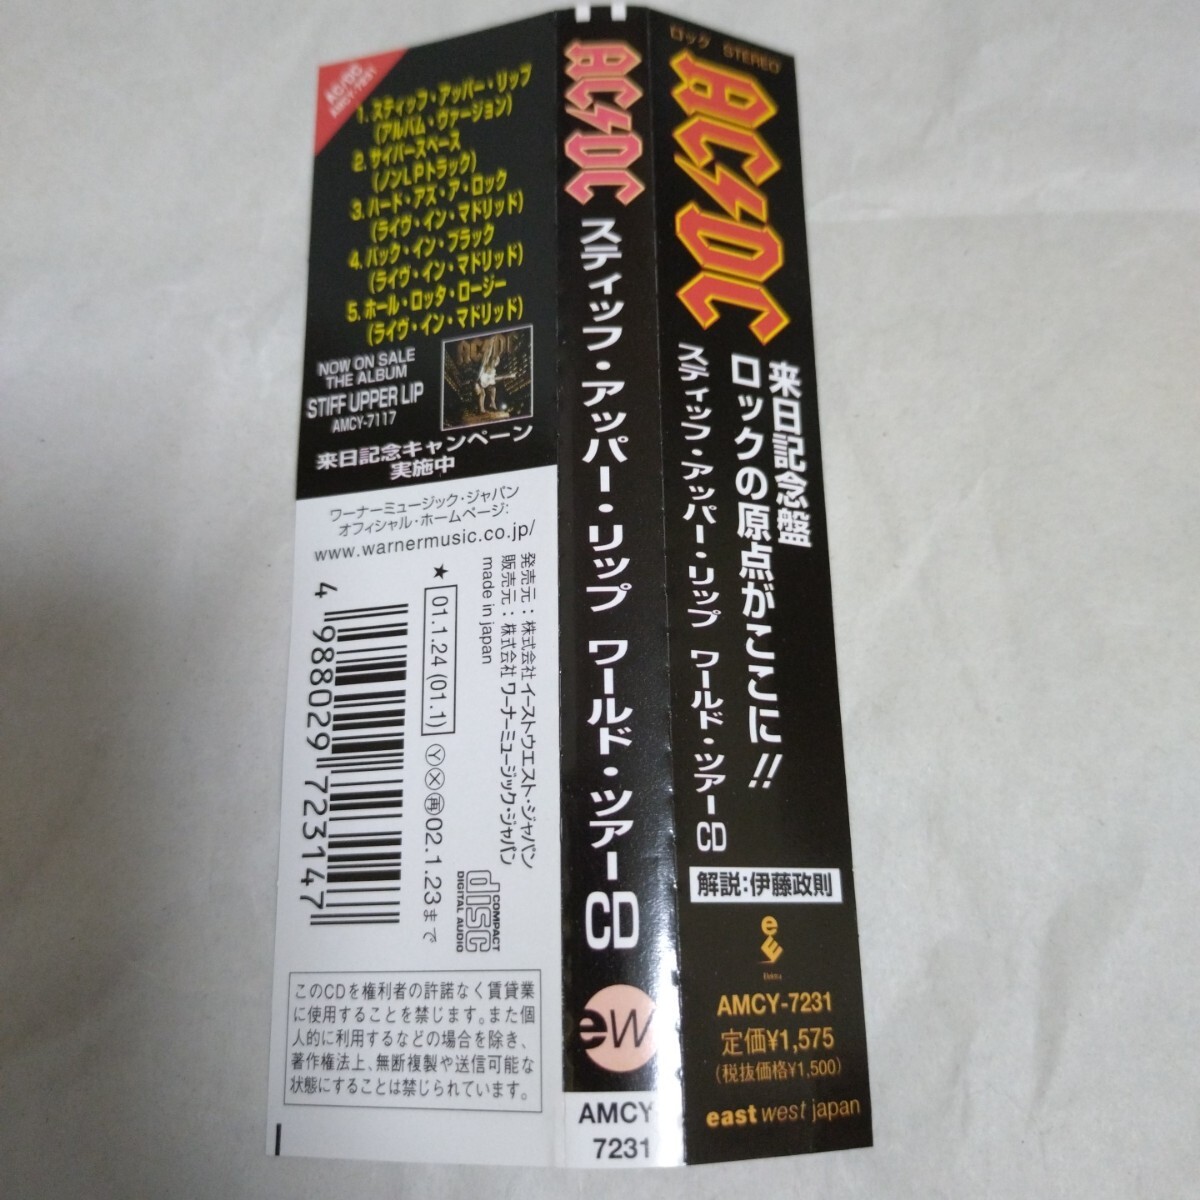 AC/DC
AMCY-7231
1. スティッフ・アッパー・リップ
(アルバム・ヴァージョン)
2. サイバースペース
(ノンLPトラック)
3. ハード・アズ・ア・ロック
(ライヴ・イン・マドリッド)
4. バック・イン・ブラック
(ライヴ・イン・マドリッド)
5. ホール・ロッタ・ロージー
(ライヴ・イン・マドリッド)
NOW ON SALE
THE ALBUM
STIFF UPPER LIP
AMCY-7117
AC/DC
来日記念キャンペーン
実施中
ワーナーミュージック・ジャパン
オフィシャル・ホームページ:
www.warnermusic.co.jp/
発売元:株式会社イーストウエスト・ジャパン
販売元:株式会社ワーナーミュージック・ジャパン
made in japan
★ 01.1.24 (01.1) Ⓨ Ⓧ ㊞02.1.23まで
4 988029 723147
COMPACT
disc
DIGITAL AUDIO
このCDを権利者の許諾なく賃貸業
に使用することを禁じます。また個
人的に利用するなどの場合を除き、
著作権法上、無断複製や送信可能な
状態にすることは禁じられています。
AC/DC
スティッフ・アッパー・リップ ワールド・ツアーCD
eW
AMCY
7231
ロック STEREO
AC/DC
来日記念盤
ロックの原点がここに!!
スティッフ・アッパー・リップ ワールド・ツアーCD
解説:伊藤政則
Elektra
AMCY-7231
定価¥1,575
(税抜価格¥1,500)
east west japan